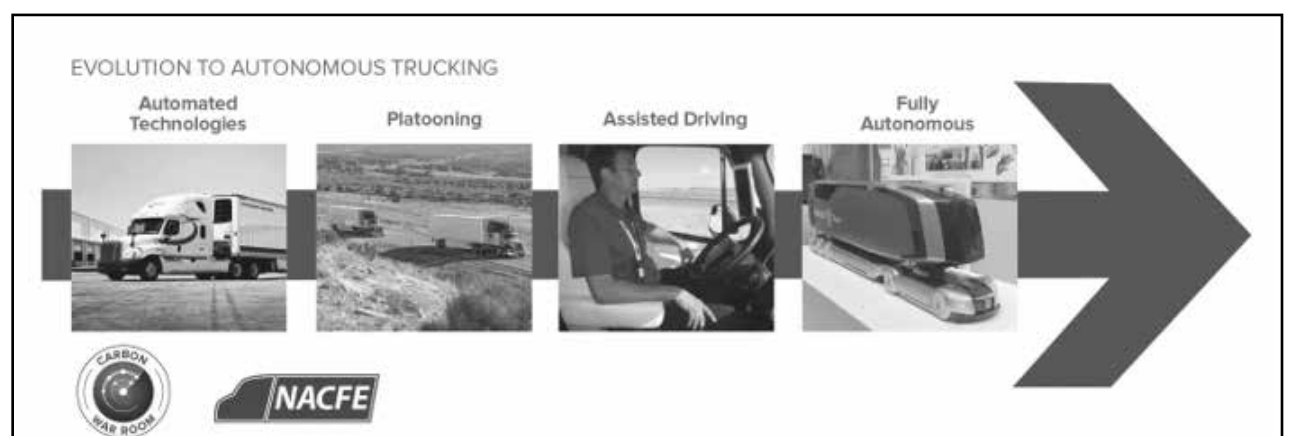 EVOLUTION TO AUTONOMOUS TRUCKING
Automated
Technologies
Platooning
Assisted Driving
Fully
Autonomous
CARBON
WAR ROOM
NACFE